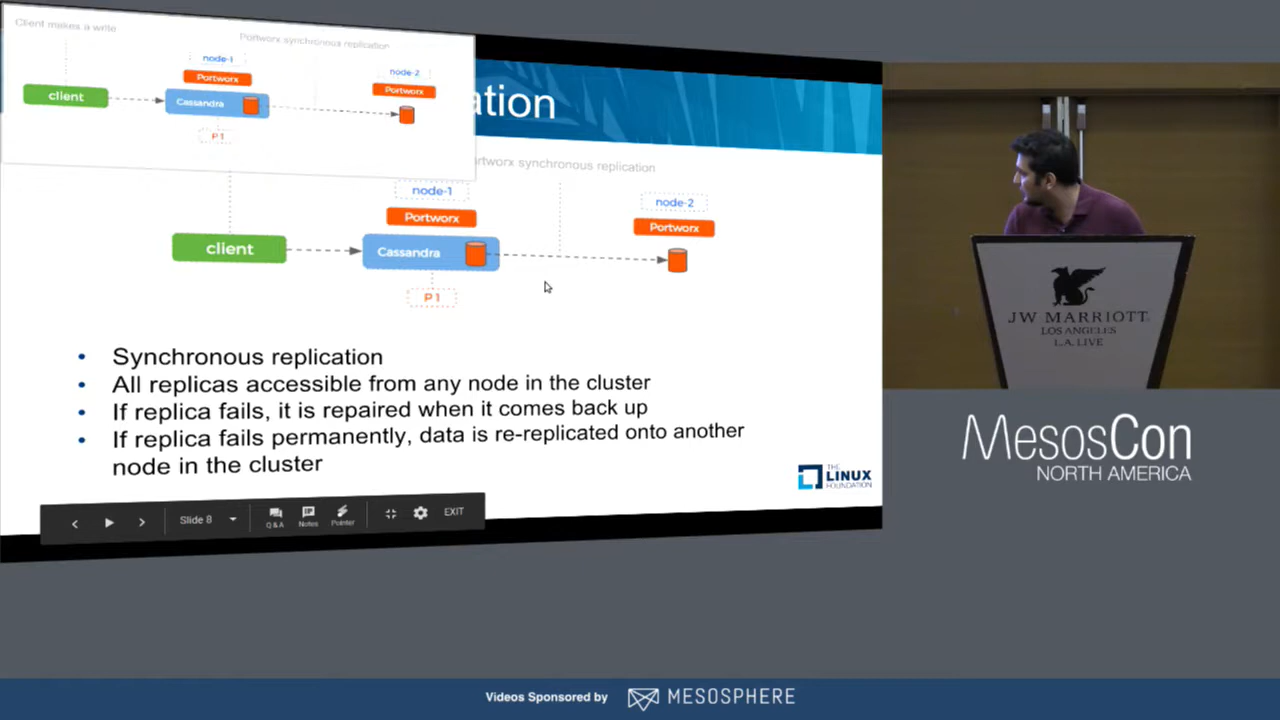 Client makes a write
Portworx synchronous replication
node-1
Portworx
node-2
Portworx
client
Cassandra
P1
synchronous replication
node-1
Portworx
node-2
Portworx
client
Cassandra
P1
• Synchronous replication
• All replicas accessible from any node in the cluster
• If replica fails, it is repaired when it comes back up
• If replica fails permanently, data is re-replicated onto another
node in the cluster
THE
LINUX
FOUNDATION
Slide 8
Q&A
Notes
Pointer
EXIT
JW MARRIOTT
LOS ANGELES
L.A. LIVE
MesosCon
NORTH AMERICA
Videos Sponsored by MESOSPHERE